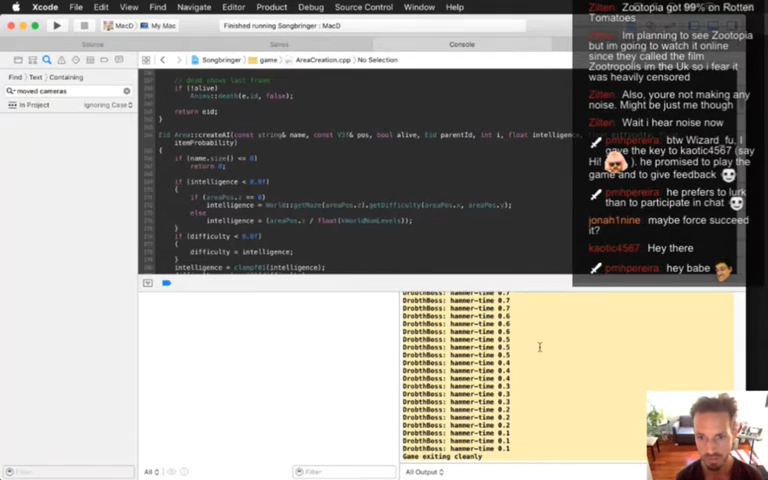 Xcode File Edit View Find Navigate Editor Product Debug Source Control Window Help
MacD My Mac
Finished running Songbringer : MacD
Source
Console
Songbringer game AreaCreation.cpp No Selection
Find Text Containing
moved cameras
In Project
Ignoring Case
// dead shows last frame
if (!alive)
Anims::death(e.id, false);
return eid;
}
Eid Area::createAI(const string& name, const V3f& pos, bool alive, Eid parentId, int i, float intelligence,
itemProbability)
{
if (name.size() <= 0)
return 0;
if (intelligence < 0.0f)
{
if (areaPos.z == 0)
intelligence = World::getMaze(areaPos.z).getDifficulty(areaPos.x, areaPos.y);
else
intelligence = (areaPos.z / float(kWorldNumLevels));
}
if (difficulty < 0.0f)
{
difficulty = intelligence;
}
intelligence = clampf01(intelligence);
DrobthBoss: hammer-time 0.7
DrobthBoss: hammer-time 0.7
DrobthBoss: hammer-time 0.7
DrobthBoss: hammer-time 0.6
DrobthBoss: hammer-time 0.6
DrobthBoss: hammer-time 0.6
DrobthBoss: hammer-time 0.5
DrobthBoss: hammer-time 0.5
DrobthBoss: hammer-time 0.5
DrobthBoss: hammer-time 0.4
DrobthBoss: hammer-time 0.4
DrobthBoss: hammer-time 0.4
DrobthBoss: hammer-time 0.3
DrobthBoss: hammer-time 0.3
DrobthBoss: hammer-time 0.3
DrobthBoss: hammer-time 0.2
DrobthBoss: hammer-time 0.2
DrobthBoss: hammer-time 0.2
DrobthBoss: hammer-time 0.1
DrobthBoss: hammer-time 0.1
DrobthBoss: hammer-time 0.1
Game exiting cleanly
Filter
All
Filter
All Output
Zilten: Zootopia got 99% on Rotten
Tomatoes
Zilten: Im planning to see Zootopia
but im going to watch it online
since they called the film
Zootropolis im the Uk so i fear it
was heavily censored
Zilten: Also, youre not making any
noise. Might be just me though
Zilten: Wait i hear noise now
pmhpereira: btw Wizard_fu, I
gave the key to kaotic4567 (say
Hi! ). he promised to play the
game and to give feedback
pmhpereira: he prefers to lurk
than to participate in chat
jonah1nine: maybe force succeed
it?
kaotic4567: Hey there
pmhpereira: hey babe